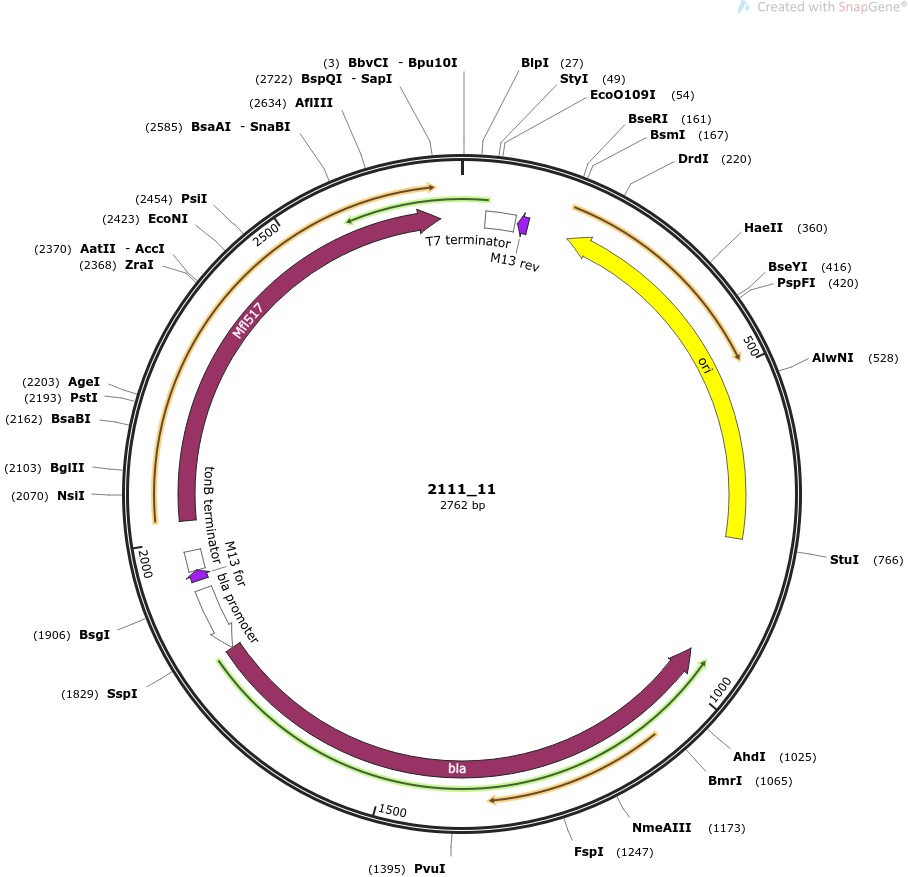 Created with SnapGene®
(3) BbvCI - Bpu10I
(2722) BspQI - SapI
(2634) AflIII
(2585) BsaAI - SnaBI
(2454) PsiI
(2423) EcoNI
(2370) AatII - AccI
(2368) ZraI
(2203) AgeI
(2193) PstI
(2162) BsaBI
(2103) BglII
(2070) NsiI
(1906) BsgI
(1829) SspI
(1395) PvuI
BlpI (27)
StyI (49)
EcoO109I (54)
BseRI (161)
BsmI (167)
DrdI (220)
HaeII (360)
BseYI (416)
PspFI (420)
AlwNI (528)
StuI (766)
AhdI (1025)
BmrI (1065)
NmeAIII (1173)
FspI (1247)
500
1000
1500
2000
2500
T7 terminator
M13 rev
ori
Mfl517
tonB terminator
M13 for
bla promoter
bla
2111_11
2762 bp